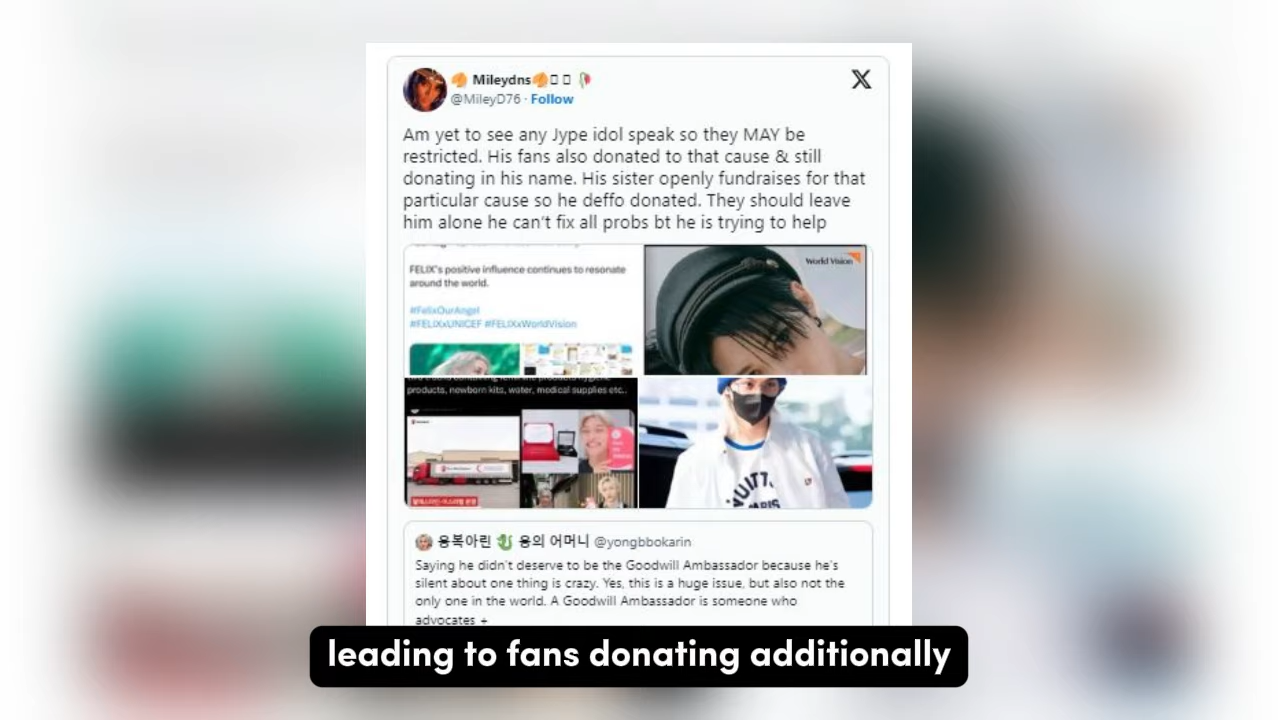 Mileydns
@MileyD76 · Follow
Am yet to see any Jype idol speak so they MAY be
restricted. His fans also donated to that cause & still
donating in his name. His sister openly fundraises for that
particular cause so he deffo donated. They should leave
him alone he can't fix all probs bt he is trying to help
FELIX's positive influence continues to resonate
around the world.
#FelixOurAngel
#FELIXxUNICEF #FELIXxWorldVision
World Vision
products, newborn kits, water, medical supplies etc..
용복아린 용의 어머니 @yongbbokarin
Saying he didn't deserve to be the Goodwill Ambassador because he's
silent about one thing is crazy. Yes, this is a huge issue, but also not the
only one in the world. A Goodwill Ambassador is someone who
advocates +
leading to fans donating additionally